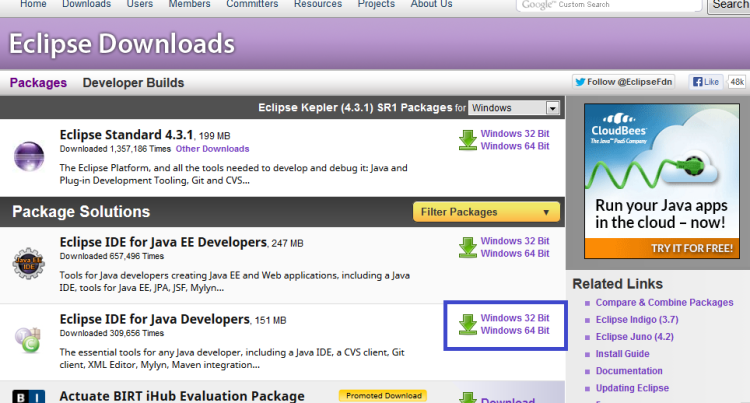 Home Downloads Users Members Committers Resources Projects About Us
Google™ Custom Search
Search
Eclipse Downloads
Packages Developer Builds
Follow @EclipseFdn
Like 48k
Eclipse Kepler (4.3.1) SR1 Packages for Windows
Eclipse Standard 4.3.1, 199 MB
Downloaded 1,357,186 Times Other Downloads
The Eclipse Platform, and all the tools needed to develop and debug it: Java and
Plug-in Development Tooling, Git and CVS...
Windows 32 Bit
Windows 64 Bit
Package Solutions
Filter Packages
Java EE
IDE
Eclipse IDE for Java EE Developers, 247 MB
Downloaded 657,496 Times
Tools for Java developers creating Java EE and Web applications, including a Java
IDE, tools for Java EE, JPA, JSF, Mylyn...
Windows 32 Bit
Windows 64 Bit
Eclipse IDE for Java Developers, 151 MB
Downloaded 309,656 Times
The essential tools for any Java developer, including a Java IDE, a CVS client, Git
client, XML Editor, Mylyn, Maven integration...
Windows 32 Bit
Windows 64 Bit
B I
Actuate BIRT iHub Evaluation Package
Promoted Download
Download
CloudBees
The Java™ PaaS Company
Run your Java apps
in the cloud – now!
TRY IT FOR FREE!
Related Links
Compare & Combine Packages
Eclipse Indigo (3.7)
Eclipse Juno (4.2)
Install Guide
Documentation
Updating Eclipse